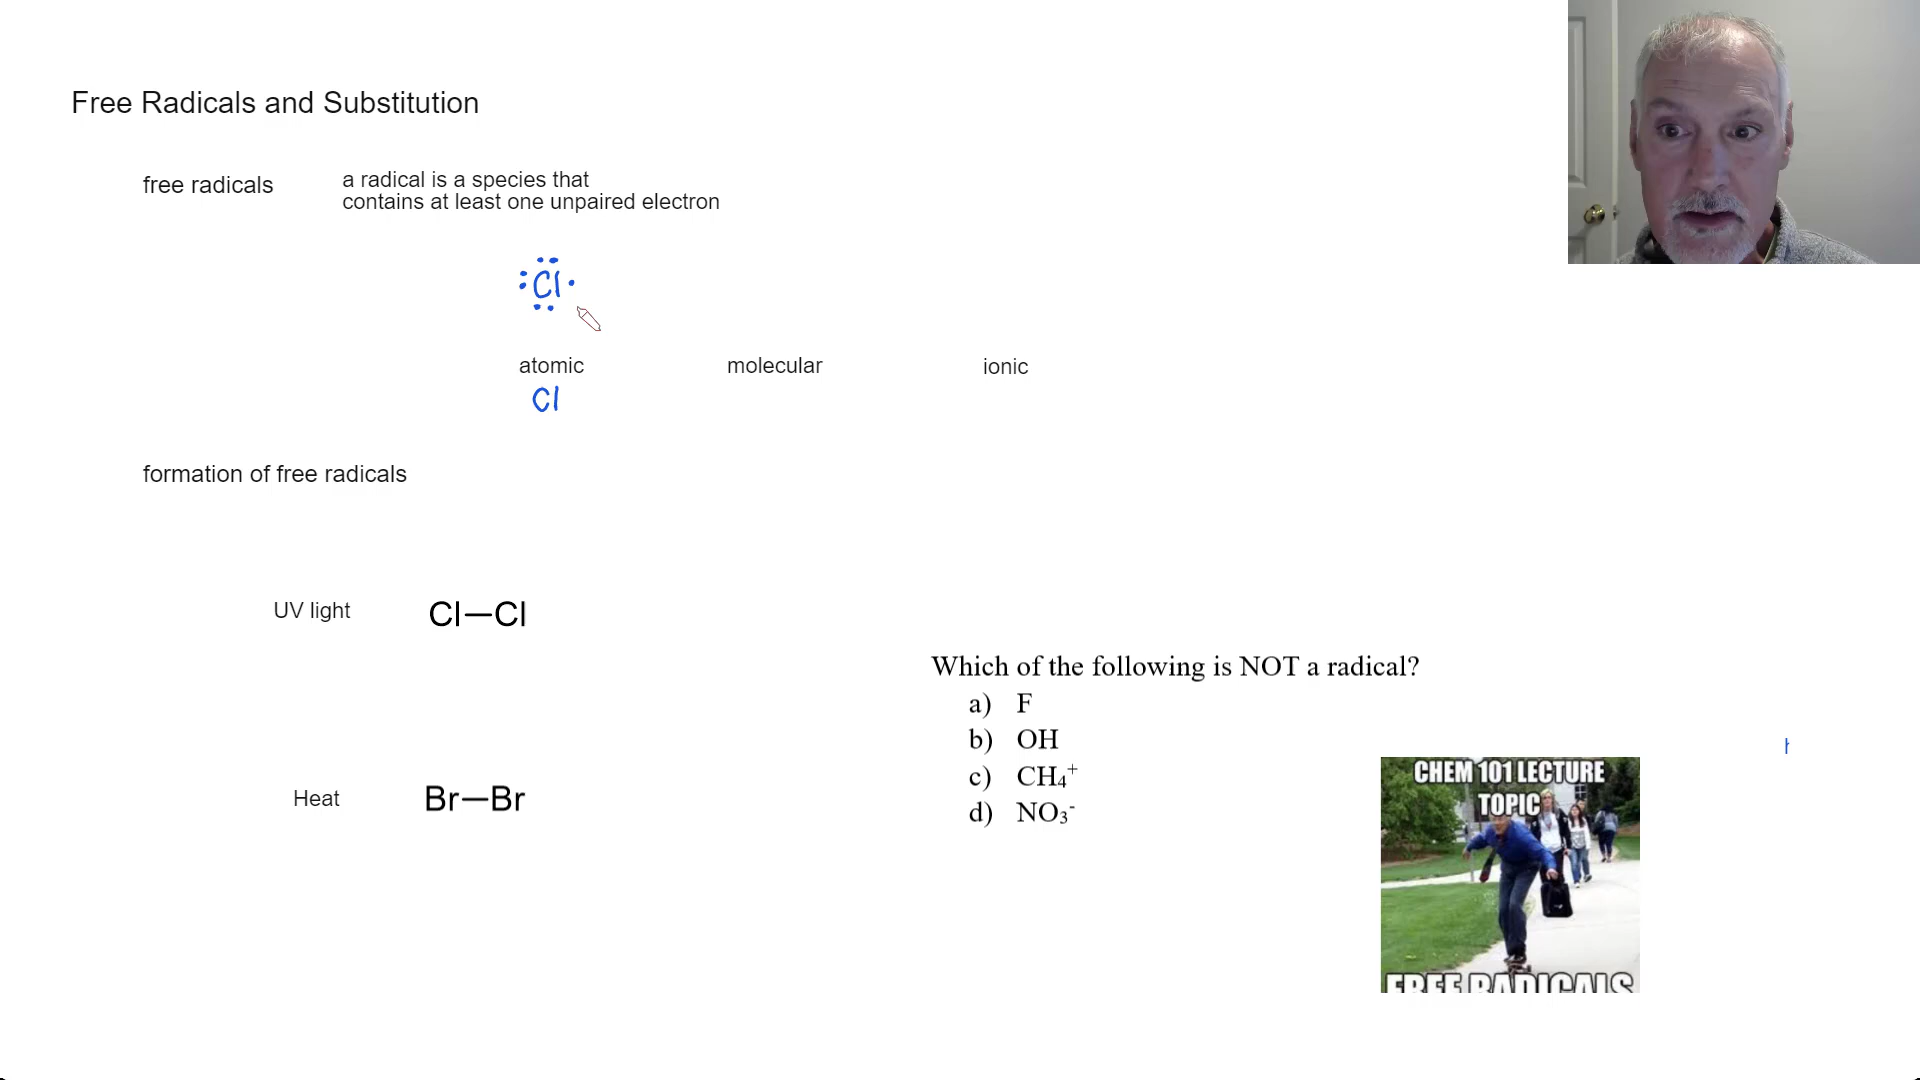 Free Radicals and Substitution
free radicals
a radical is a species that
contains at least one unpaired electron
Cl
atomic
molecular
ionic
Cl
formation of free radicals
UV light
Cl—Cl
Which of the following is NOT a radical?
a) F
b) OH
c) CH₄⁺
d) NO₃⁻
Heat
Br—Br
CHEM 101 LECTURE
TOPIC
FREE RADICALS